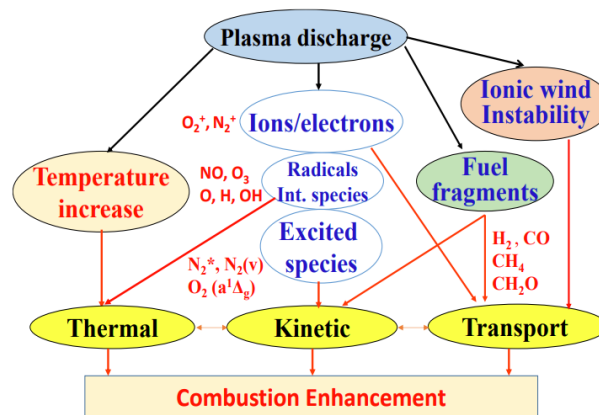 Plasma discharge
Ionic wind
Instability
O₂⁺, N₂⁺
Ions/electrons
NO, O₃
O, H, OH
Radicals
Int. species
Temperature
increase
Fuel
fragments
Excited
species
H₂ , CO
CH₄
CH₂O
N₂*, N₂(v)
O₂ (a¹Δg)
Thermal
Kinetic
Transport
Combustion Enhancement